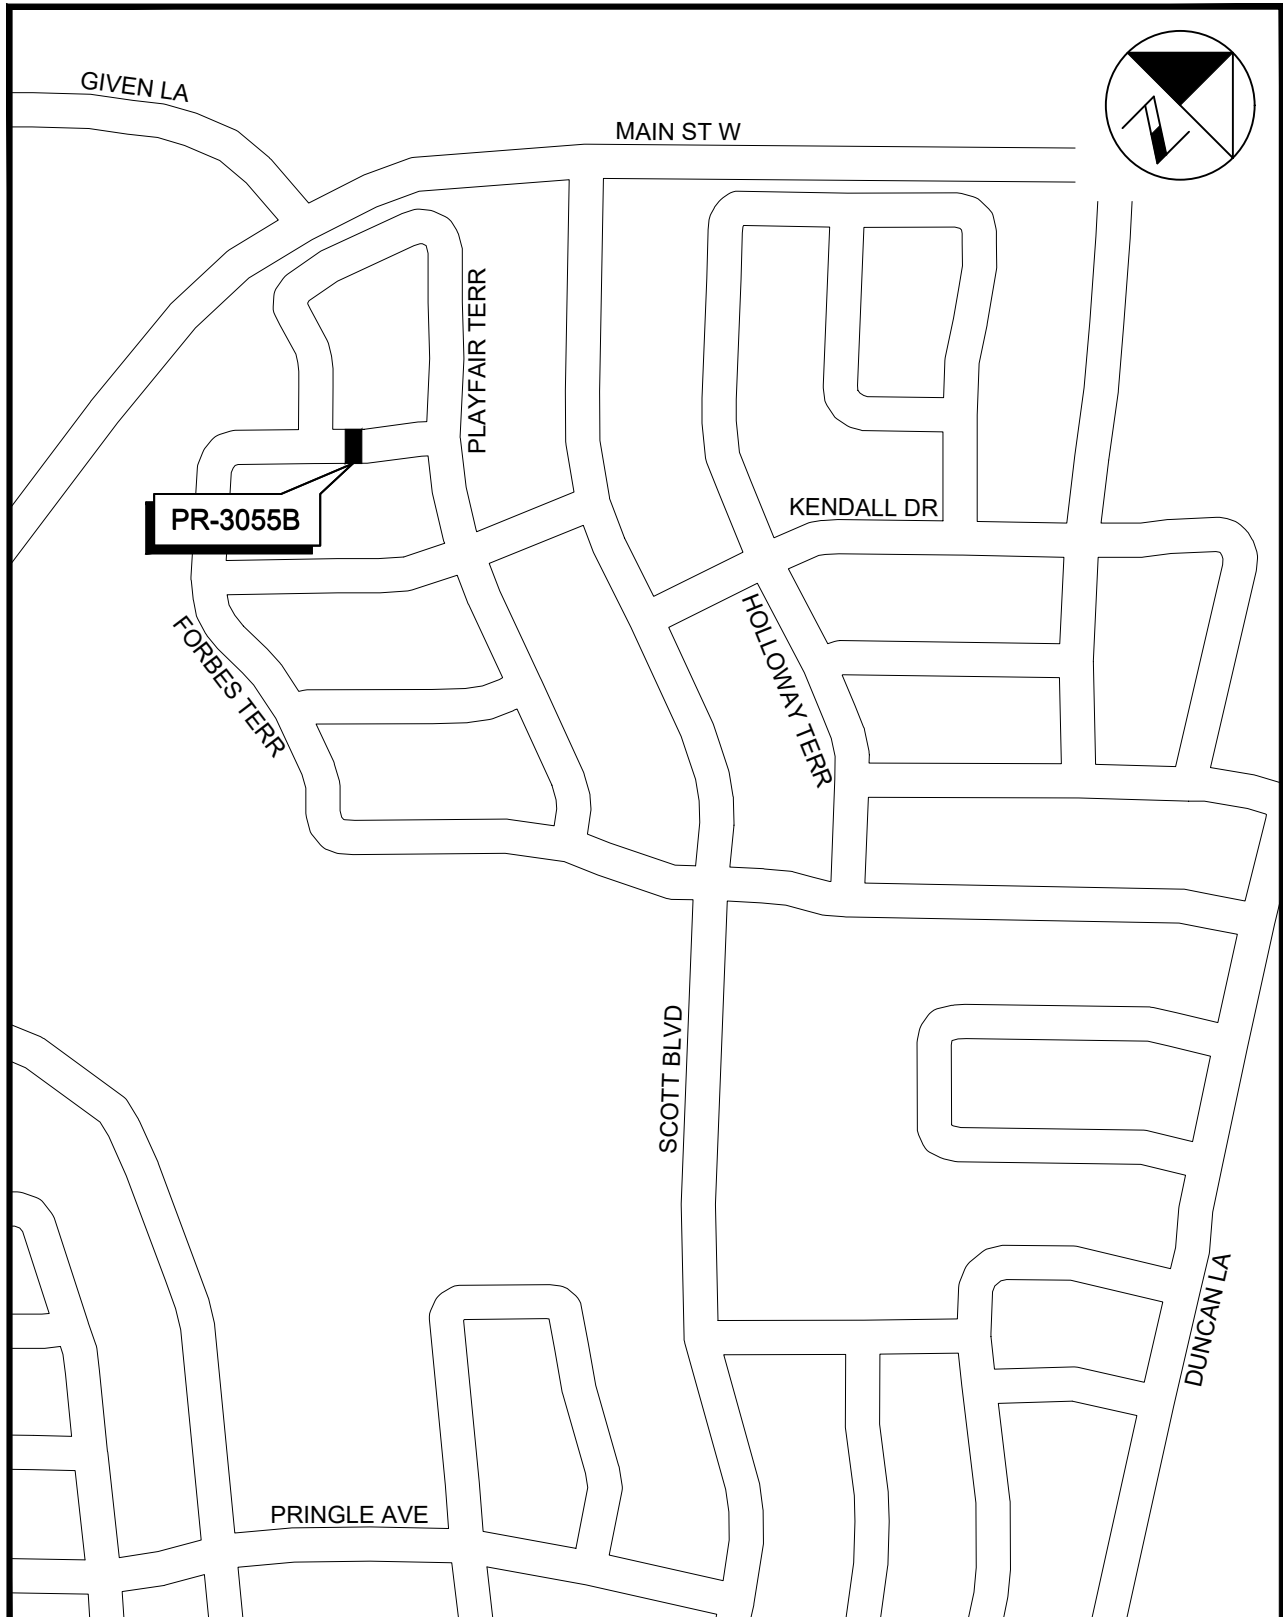 GIVEN LA
MAIN ST W
PLAYFAIR TERR
PR-3055B
KENDALL DR
HOLLOWAY TERR
FORBES TERR
SCOTT BLVD
DUNCAN LA
PRINGLE AVE